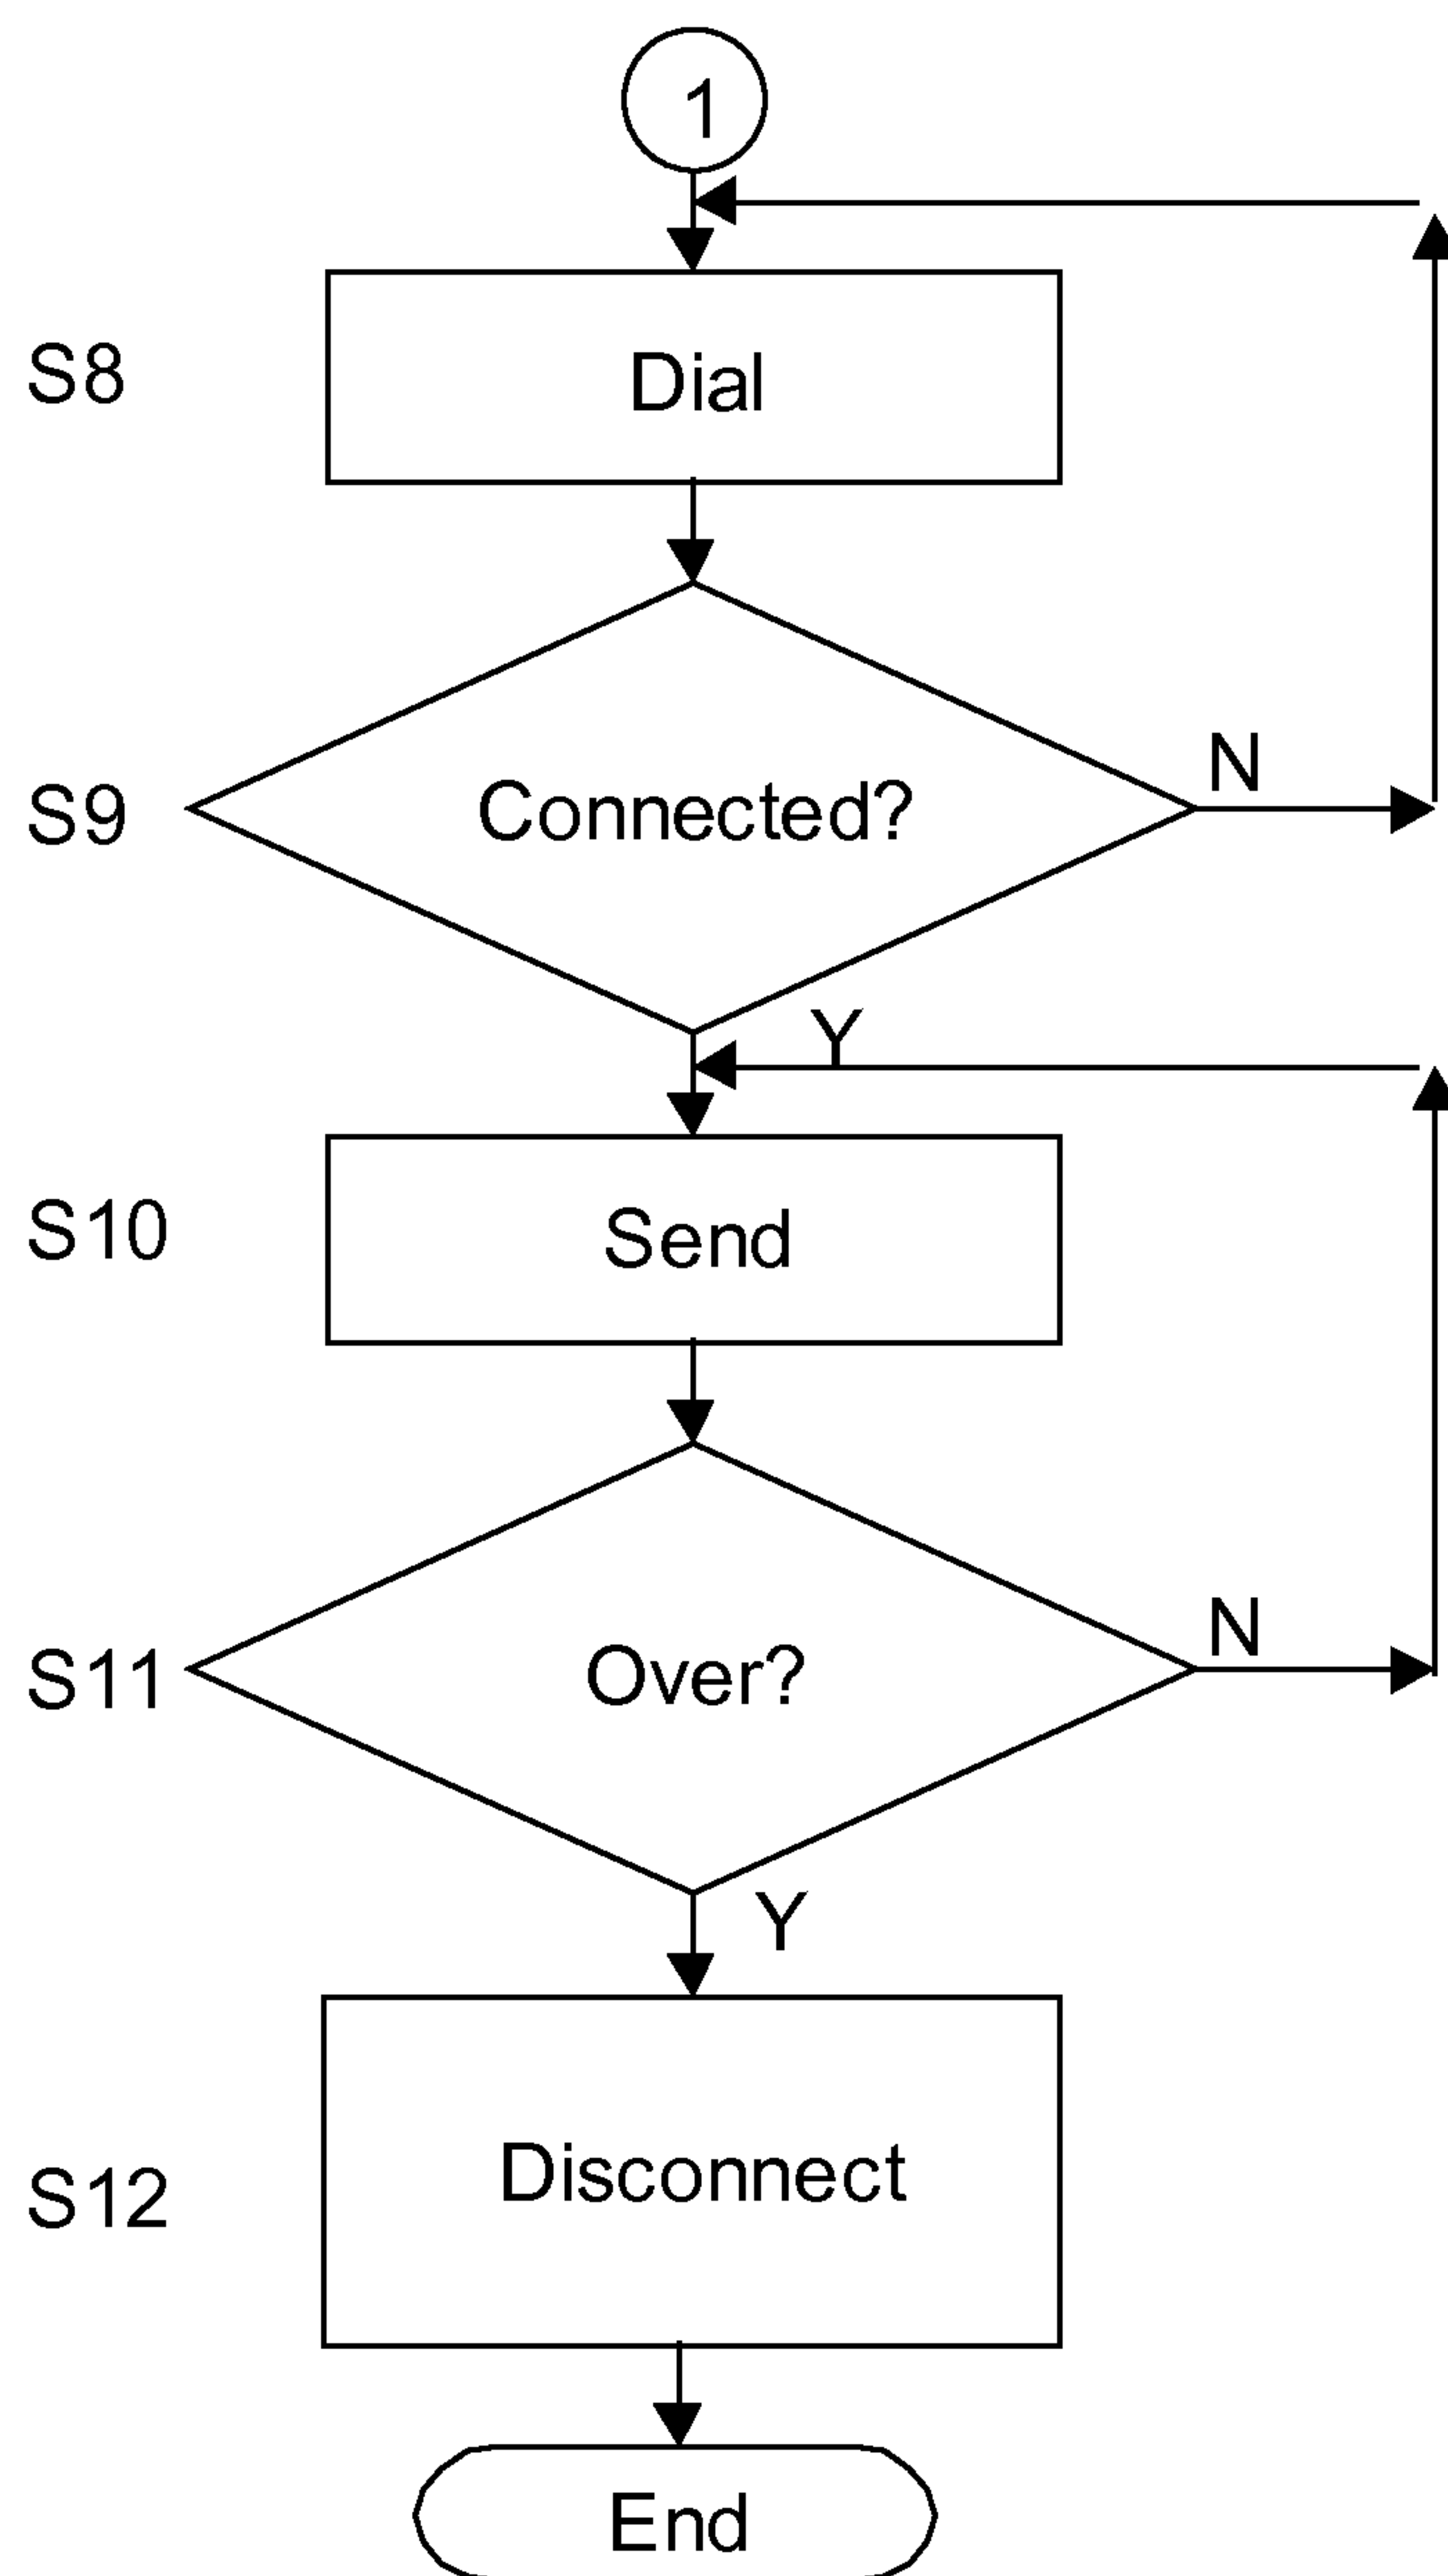 1
S8
Dial
S9
Connected?
N
Y
S10
Send
S11
Over?
N
Y
S12
Disconnect
End